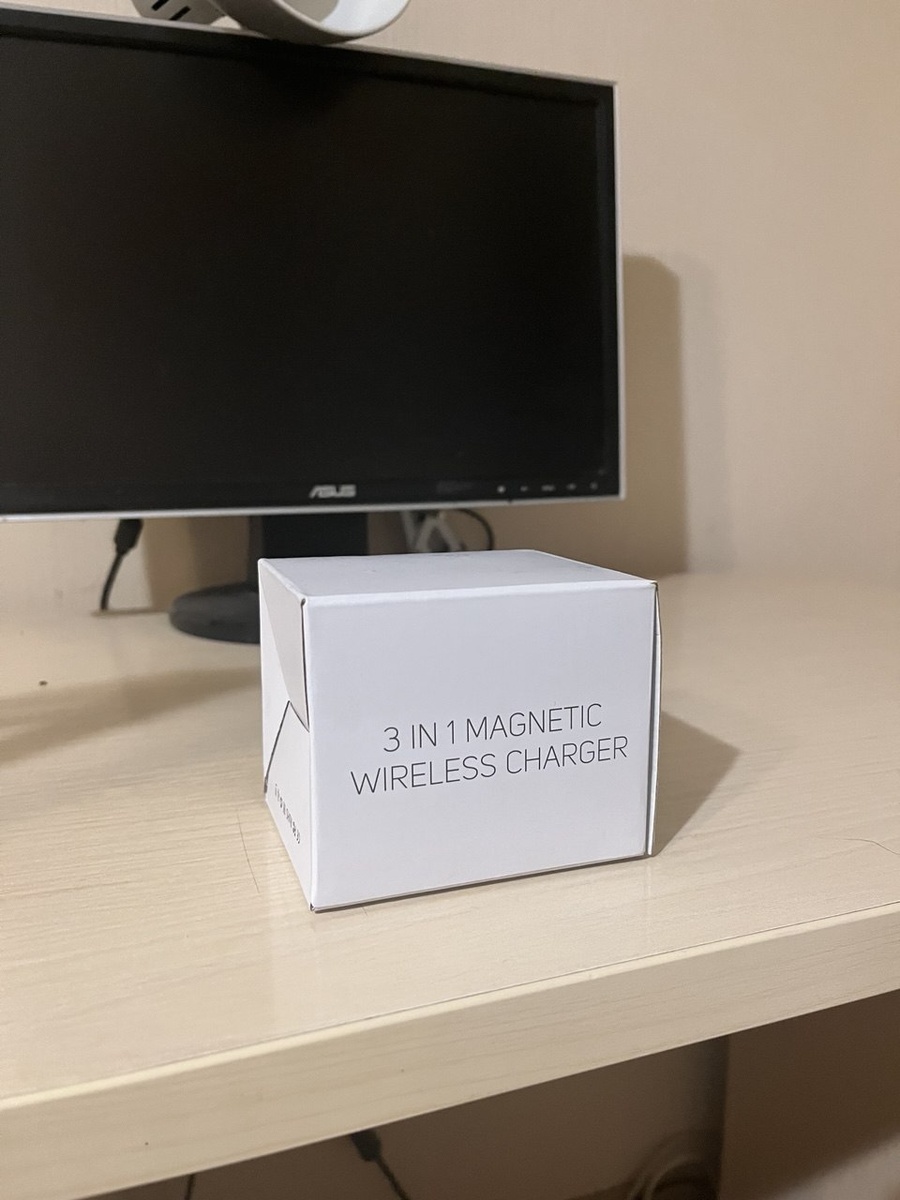 ASUS
3 IN 1 MAGNETIC
WIRELESS CHARGER